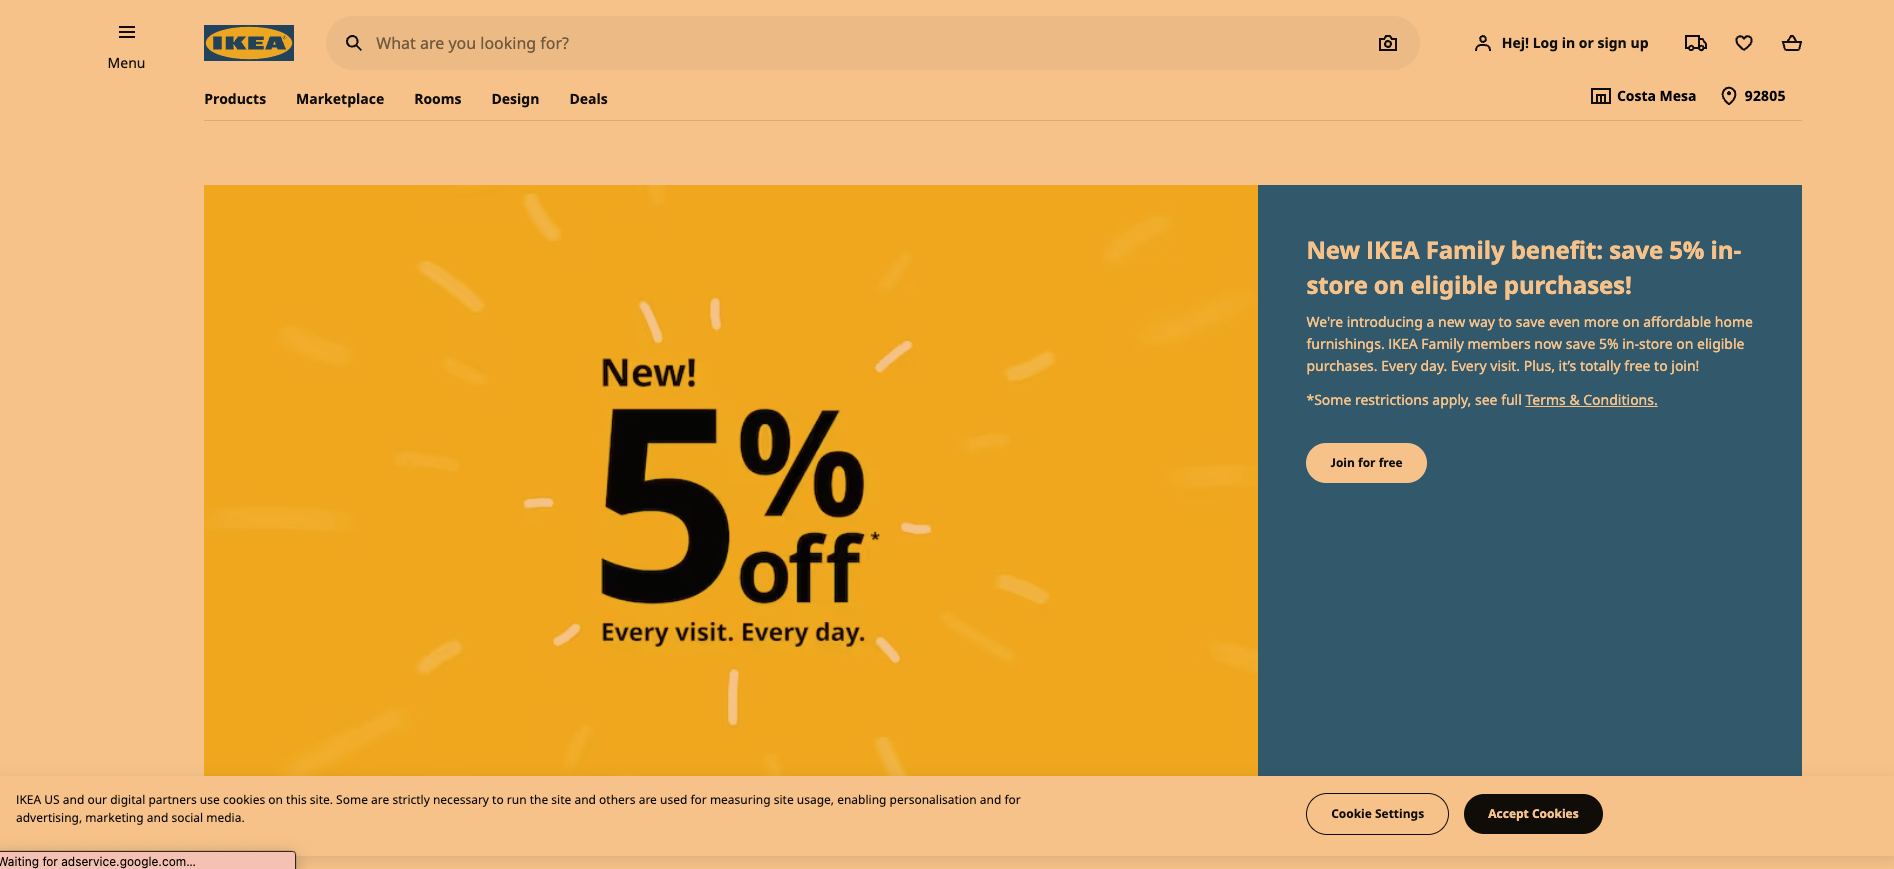 Menu
IKEA
What are you looking for?
Hej! Log in or sign up
Products
Marketplace
Rooms
Design
Deals
Costa Mesa
92805
New!
5%
off*
Every visit. Every day.
New IKEA Family benefit: save 5% in-
store on eligible purchases!
We're introducing a new way to save even more on affordable home
furnishings. IKEA Family members now save 5% in-store on eligible
purchases. Every day. Every visit. Plus, it's totally free to join!
*Some restrictions apply, see full Terms & Conditions.
Join for free
IKEA US and our digital partners use cookies on this site. Some are strictly necessary to run the site and others are used for measuring site usage, enabling personalisation and for
advertising, marketing and social media.
Cookie Settings
Accept Cookies
Waiting for adservice.google.com...